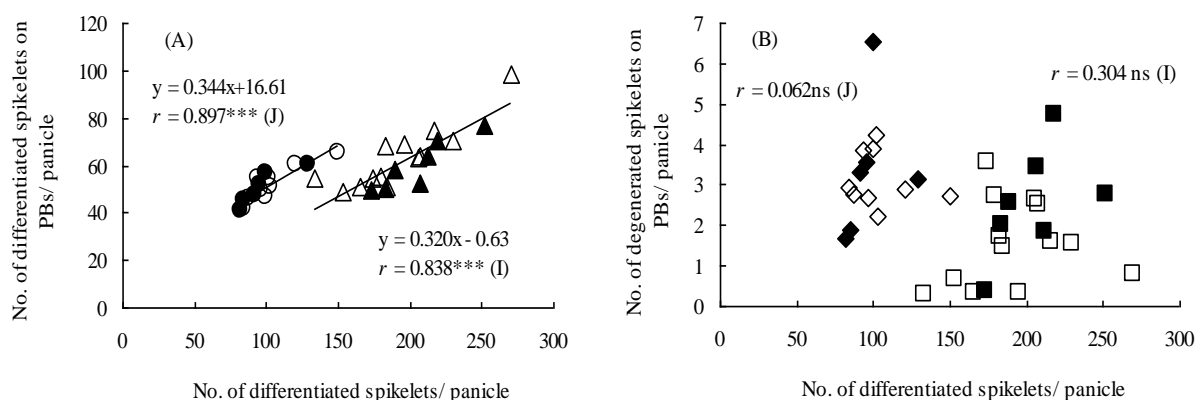 No. of differentiated spikelets on
PBs/ panicle
120
100
80
60
40
20
0
(A)
y = 0.344x+16.61
r = 0.897*** (J)
y = 0.320x - 0.63
r = 0.838*** (I)
0 50 100 150 200 250 300
No. of differentiated spikelets/ panicle
No. of degenerated spikelets on
PBs/ panicle
7
6
5
4
3
2
1
0
(B)
r = 0.304 ns (I)
r = 0.062ns (J)
0 50 100 150 200 250 300
No. of differentiated spikelets/ panicle